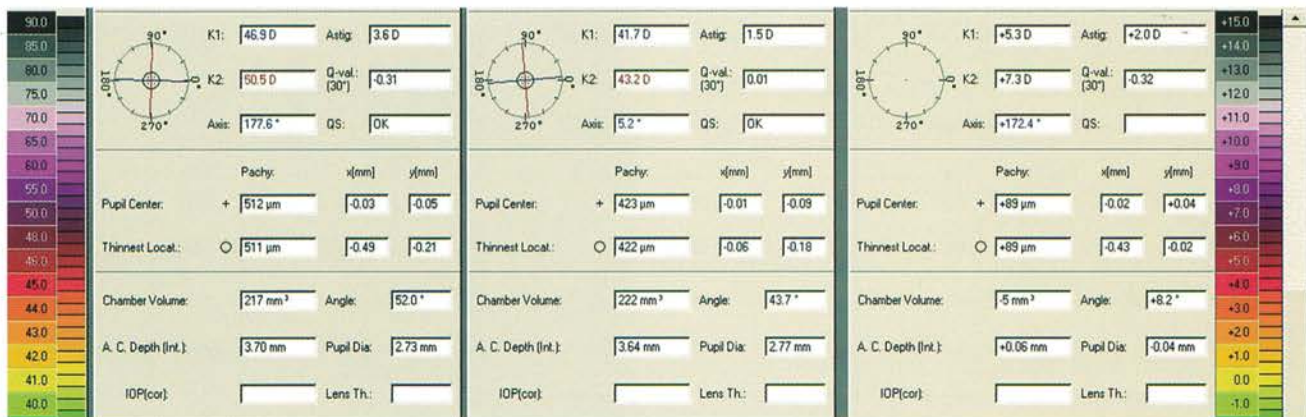 90.0
85.0
80.0
75.0
70.0
65.0
60.0
55.0
50.0
48.0
46.0
45.0
44.0
43.0
42.0
41.0
40.0
90°
180°
0°
270°
K1: 46.9 D Astig: 3.6 D
K2: 50.5 D Q-val.: (30°) -0.31
Axis: 177.6 ° QS: OK
Pachy: x[mm] y[mm]
Pupil Center: + 512 µm -0.03 -0.05
Thinnest Locat.: O 511 µm -0.49 -0.21
Chamber Volume: 217 mm³ Angle: 52.0 °
A. C. Depth (Int.): 3.70 mm Pupil Dia: 2.73 mm
IOP(cor): Lens Th.:
90°
180°
0°
270°
K1: 41.7 D Astig: 1.5 D
K2: 43.2 D Q-val.: (30°) 0.01
Axis: 5.2 ° QS: OK
Pachy: x[mm] y[mm]
Pupil Center: + 423 µm -0.01 -0.09
Thinnest Locat.: O 422 µm -0.06 -0.18
Chamber Volume: 222 mm³ Angle: 43.7 °
A. C. Depth (Int.): 3.64 mm Pupil Dia: 2.77 mm
IOP(cor): Lens Th.:
90°
180°
0°
270°
K1: +5.3 D Astig: +2.0 D
K2: +7.3 D Q-val.: (30°) -0.32
Axis: +172.4 ° QS:
Pachy: x[mm] y[mm]
Pupil Center: + +89 µm -0.02 +0.04
Thinnest Locat.: O +89 µm -0.43 -0.02
Chamber Volume: -5 mm³ Angle: +8.2 °
A. C. Depth (Int.): +0.06 mm Pupil Dia: -0.04 mm
IOP(cor): Lens Th.:
+15.0
+14.0
+13.0
+12.0
+11.0
+10.0
+9.0
+8.0
+7.0
+6.0
+5.0
+4.0
+3.0
+2.0
+1.0
0.0
-1.0